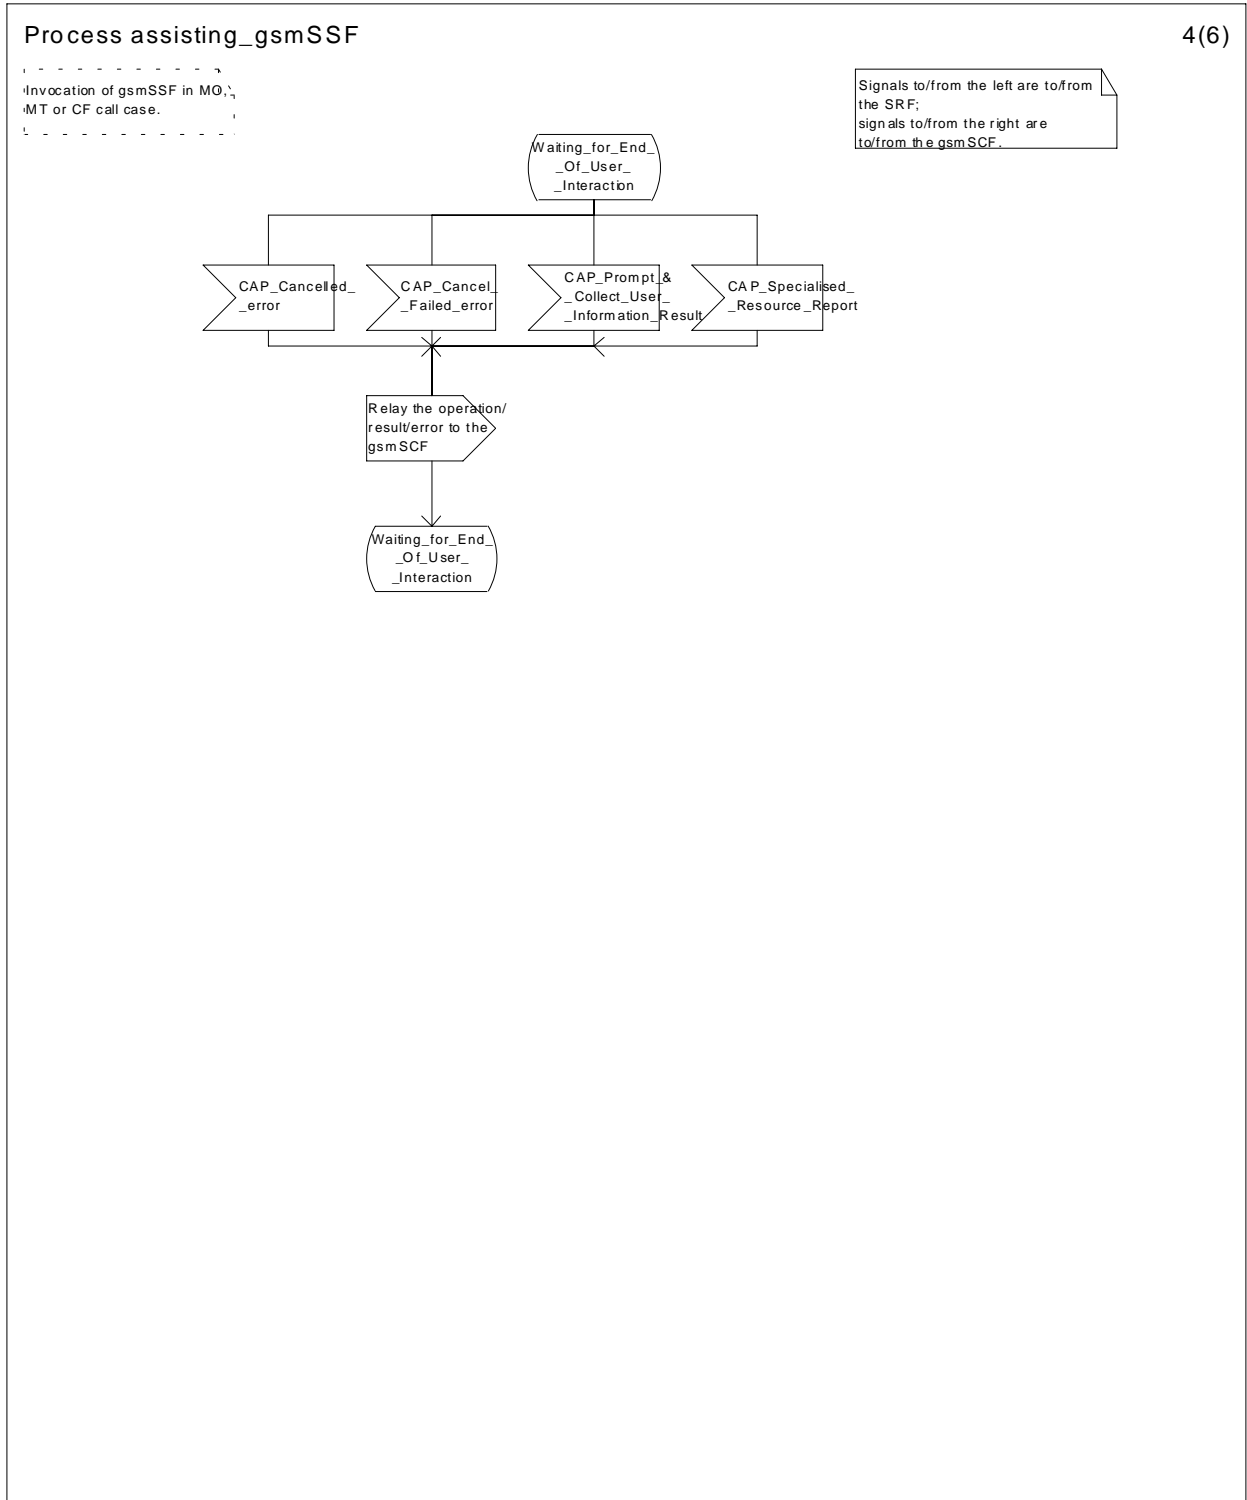 Process assisting_gsmSSF
4(6)
Invocation of gsmSSF in MO,
MT or CF call case.
Signals to/from the left are to/from
the SRF;
signals to/from the right are
to/from the gsmSCF.
Waiting_for_End_
_Of_User_
_Interaction
CAP_Cancelled_
_error
CAP_Cancel_
_Failed_error
CAP_Prompt_&
_Collect_User_
_Information_Result
CAP_Specialised_
_Resource_Report
Relay the operation/
result/error to the
gsmSCF
Waiting_for_End_
_Of_User_
_Interaction